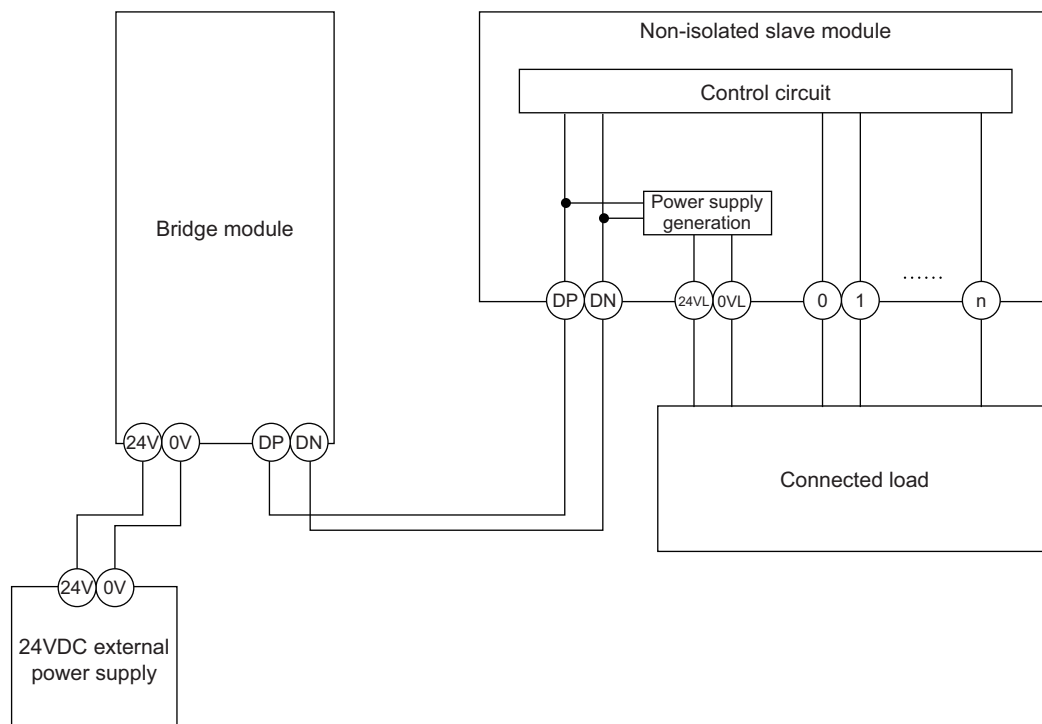 Non-isolated slave module
Control circuit
Power supply
generation
Bridge module
DP DN 24VL 0VL 0 1 ...... n
24V 0V DP DN
Connected load
24V 0V
24VDC external
power supply